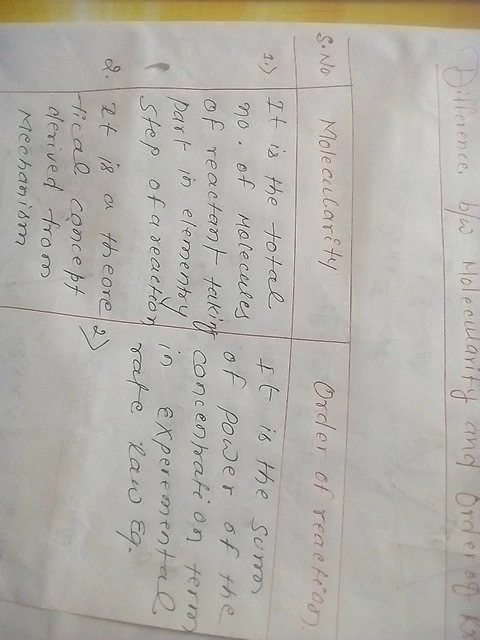 Difference b/w Molecularity and Order of
S.No Molecularity Order of reaction.
1.) It is the total
no. of molecules
of reactant taking
part in elementry
step of a reaction
It is the sum
of power of the
concentration term
in experemental
rate law eq.
2. It is a theore
tical concept
derived from
Mechanism
2)